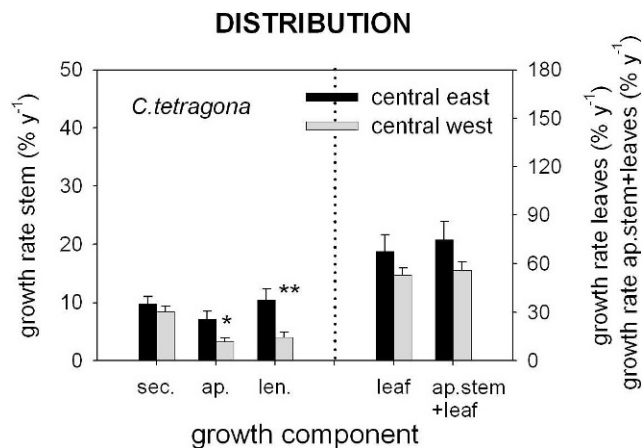 DISTRIBUTION
C.tetragona
central east
central west
growth rate stem (% y-1)
50
40
30
20
10
0
*
**
180
150
120
90
60
30
0
growth rate leaves (% y-1)
growth rate ap.stem+leaves (% y-1)
sec.
ap.
len.
leaf
ap.stem
+leaf
growth component